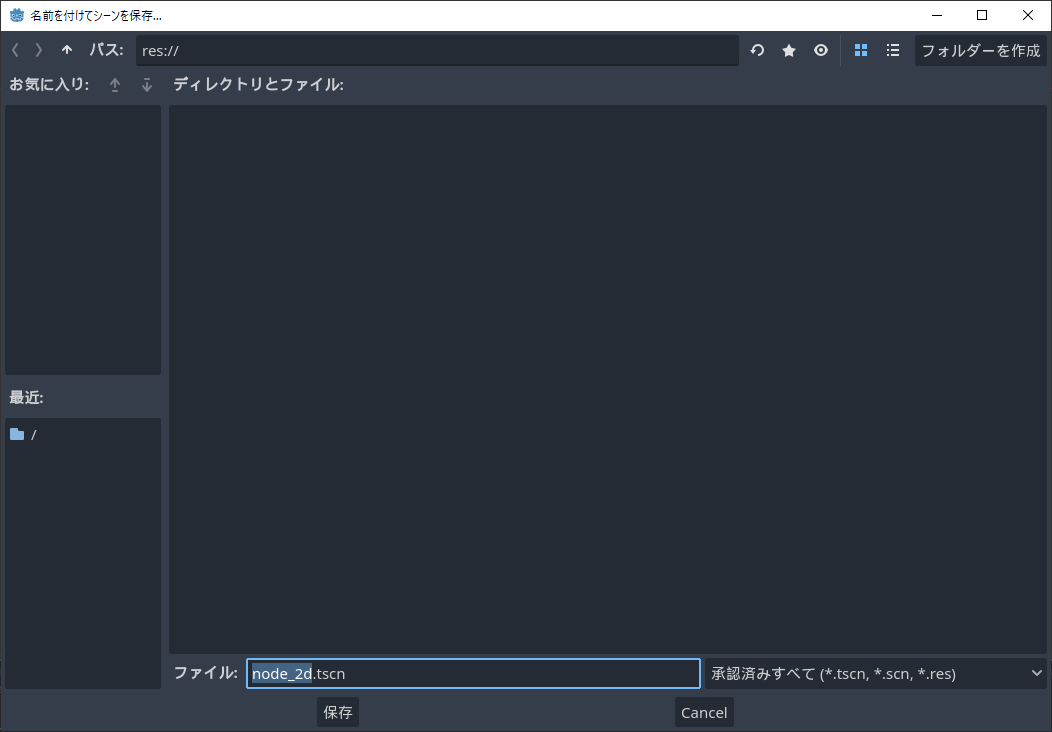 名前を付けてシーンを保存...
パス: res:// フォルダーを作成
お気に入り: ディレクトリとファイル:
最近:
/
ファイル: node_2d.tscn 承認済みすべて (*.tscn, *.scn, *.res)
保存 Cancel